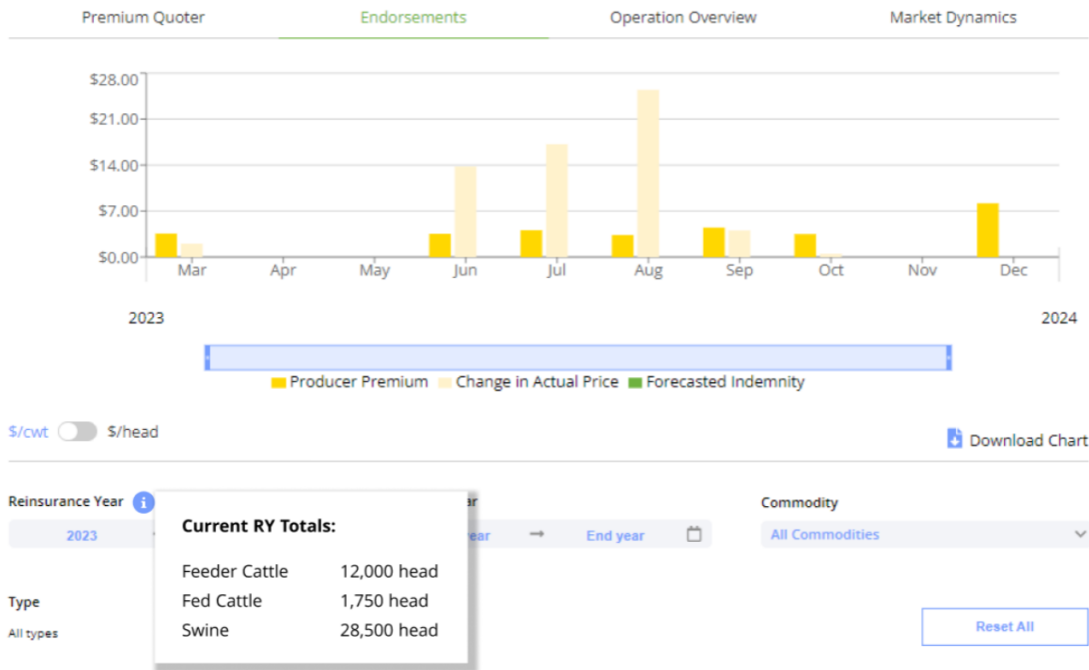 Premium Quoter Endorsements Operation Overview Market Dynamics
$28.00
$21.00
$14.00
$7.00
$0.00
Mar Apr May Jun Jul Aug Sep Oct Nov Dec
2023 2024
Producer Premium Change in Actual Price Forecasted Indemnity
$/cwt $/head
Download Chart
Reinsurance Year i ar Commodity
2023 ear → End year All Commodities
Current RY Totals:
Feeder Cattle 12,000 head
Fed Cattle 1,750 head
Swine 28,500 head
Type
All types
Reset All